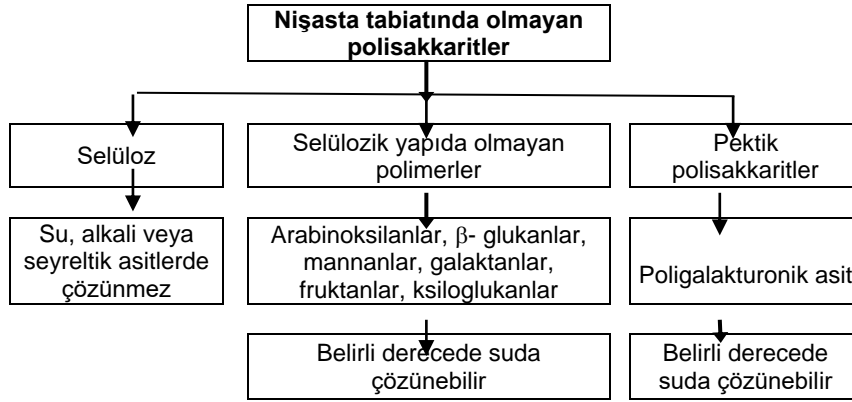 Nişasta tabiatında olmayan
polisakkaritler
Selüloz
Selülozik yapıda olmayan
polimerler
Pektik
polisakkaritler
Su, alkali veya
seyreltik asitlerde
çözünmez
Arabinoksilanlar, β- glukanlar,
mannanlar, galaktanlar,
fruktanlar, ksiloglukanlar
Poligalakturonik asit
Belirli derecede suda
çözünebilir
Belirli derecede
suda çözünebilir